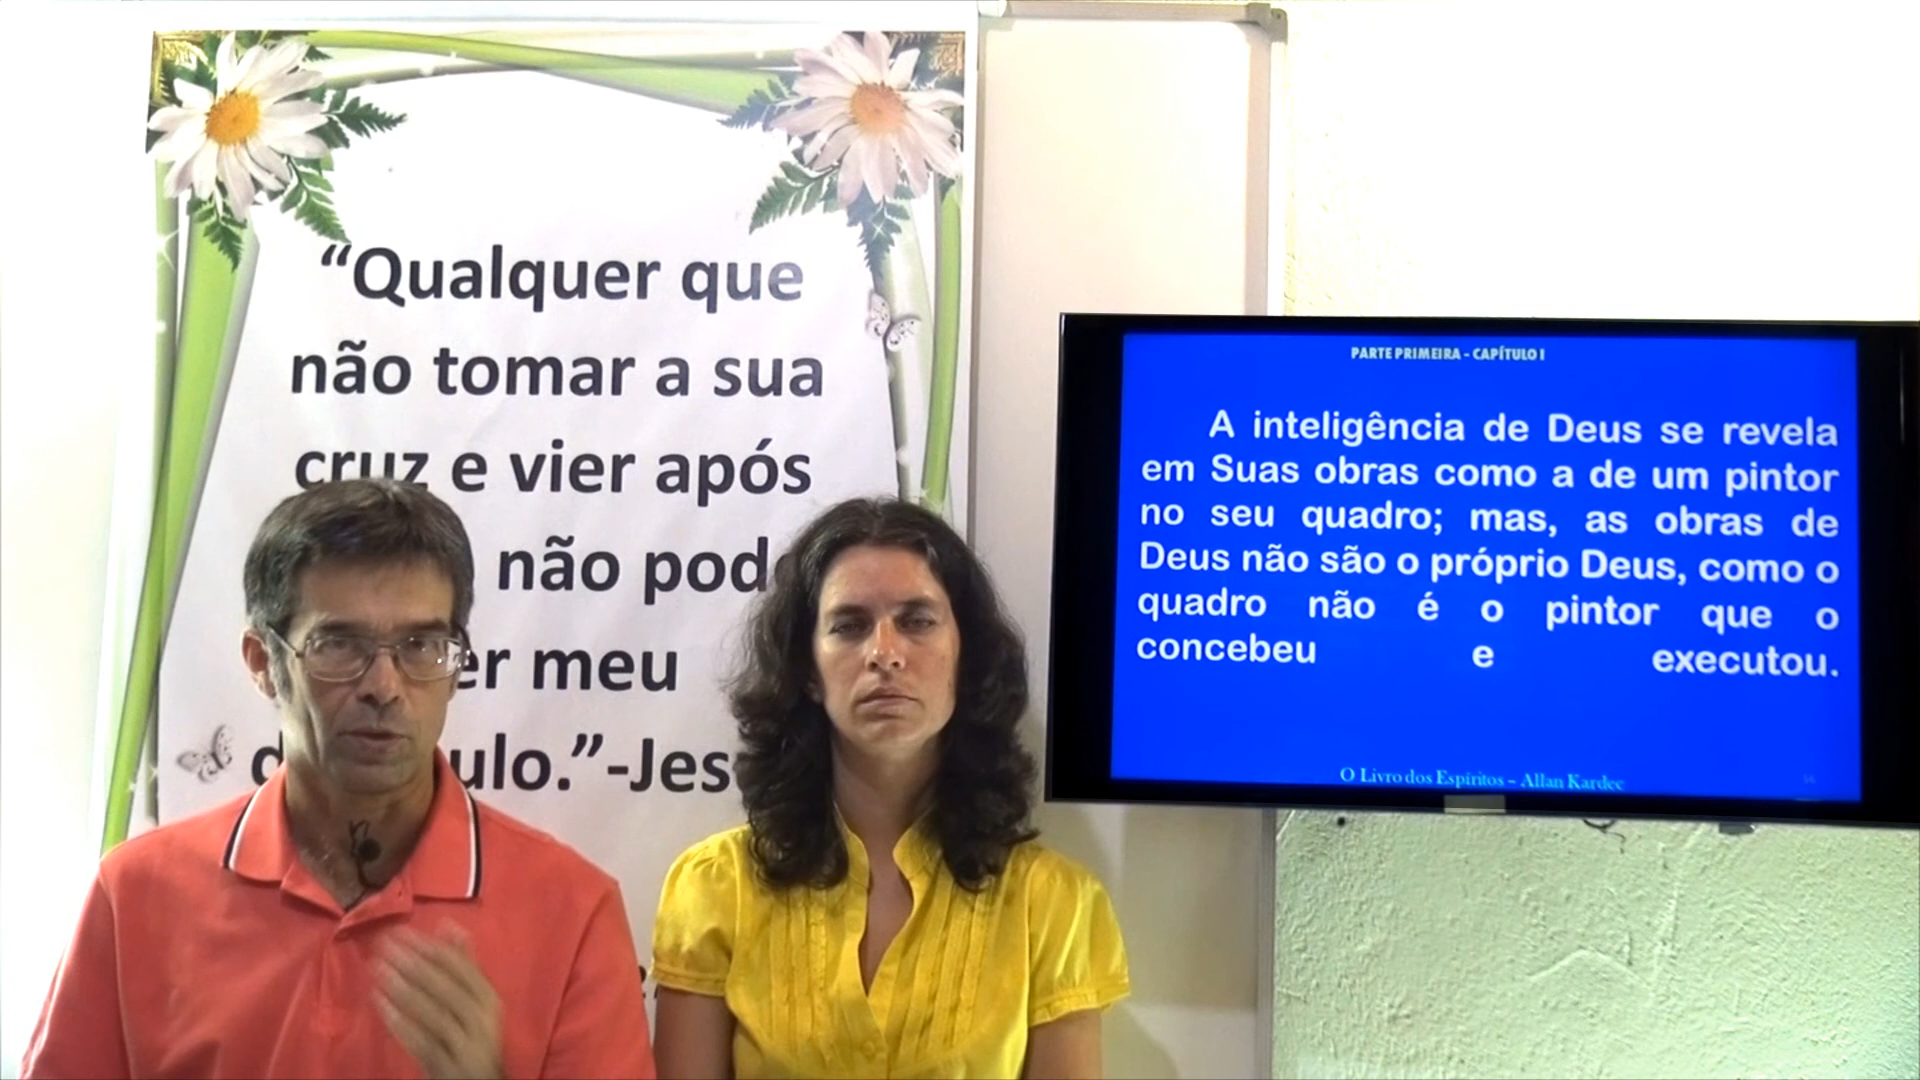 “Qualquer que
não tomar a sua
cruz e vier após
não pod
er meu
d ulo.”-Jes
PARTE PRIMEIRA - CAPÍTULO I
A inteligência de Deus se revela
em Suas obras como a de um pintor
no seu quadro; mas, as obras de
Deus não são o próprio Deus, como o
quadro não é o pintor que o
concebeu e executou.
O Livro dos Espíritos – Allan Kardec